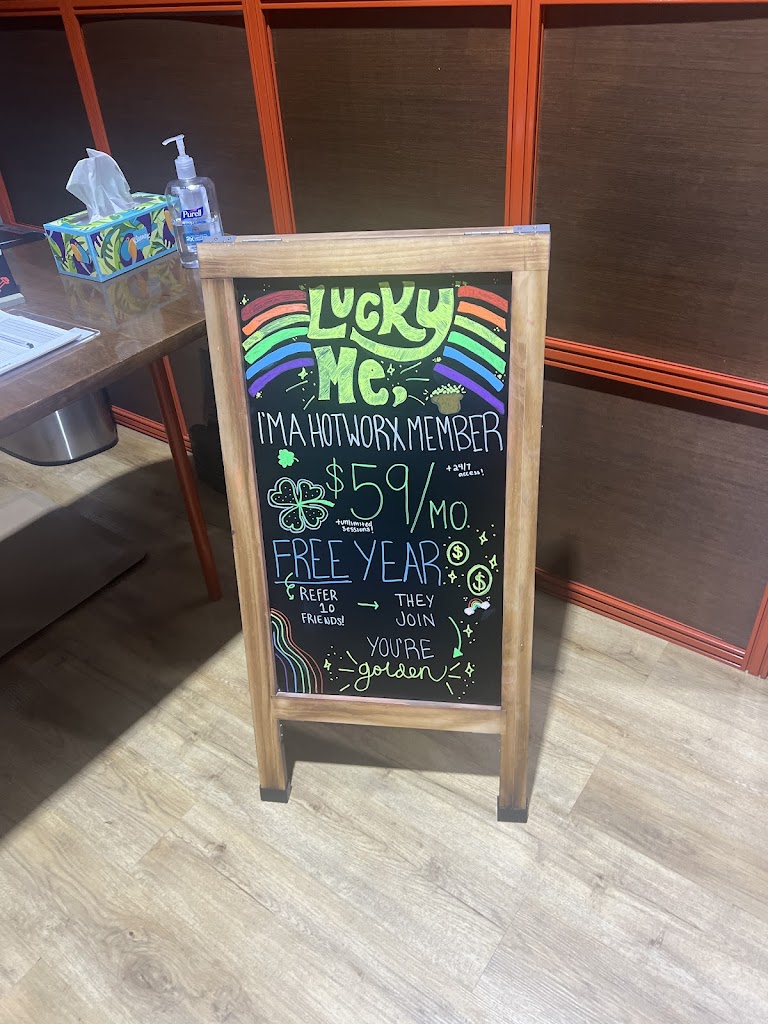 Purell
LUCKY
ME,
I'M A HOTWORX MEMBER
$59/MO.
+ 24/7
access!
+unlimited
sessions!
FREE YEAR
REFER
10
FRIENDS!
→
THEY
JOIN
YOU'RE
golden